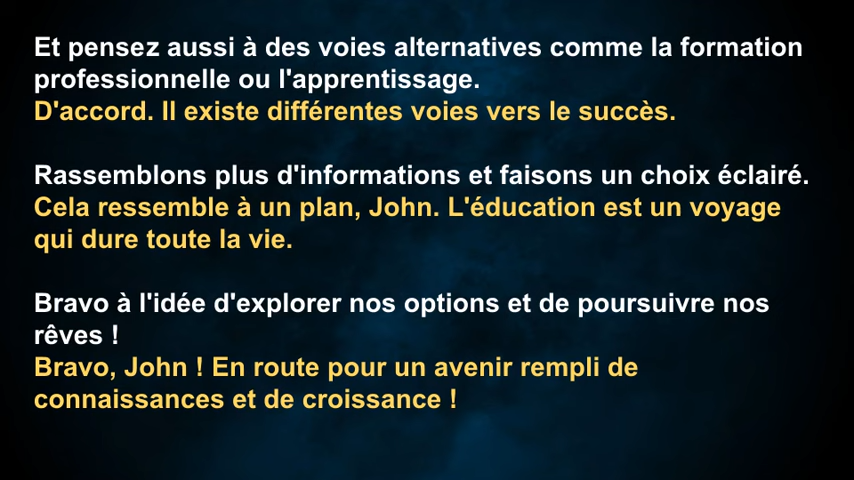 Et pensez aussi à des voies alternatives comme la formation
professionnelle ou l'apprentissage.
D'accord. Il existe différentes voies vers le succès.
Rassemblons plus d'informations et faisons un choix éclairé.
Cela ressemble à un plan, John. L'éducation est un voyage
qui dure toute la vie.
Bravo à l'idée d'explorer nos options et de poursuivre nos
rêves !
Bravo, John ! En route pour un avenir rempli de
connaissances et de croissance !